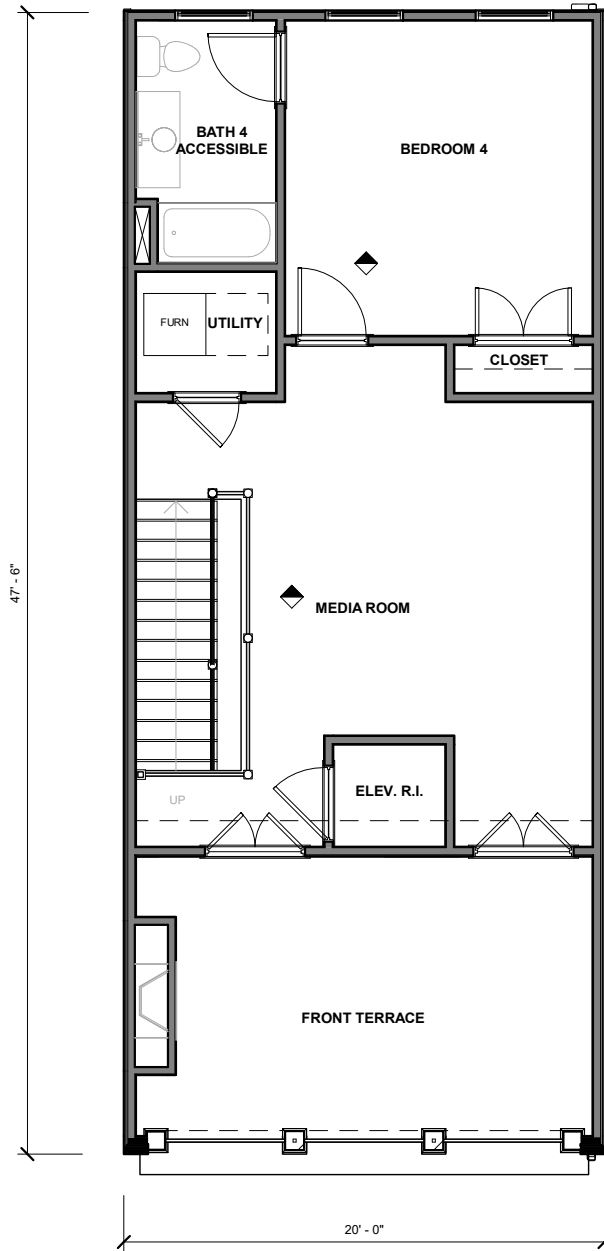 BATH 4
ACCESSIBLE
BEDROOM 4
FURN
UTILITY
CLOSET
47' - 6"
MEDIA ROOM
ELEV. R.I.
UP
FRONT TERRACE
20' - 0"